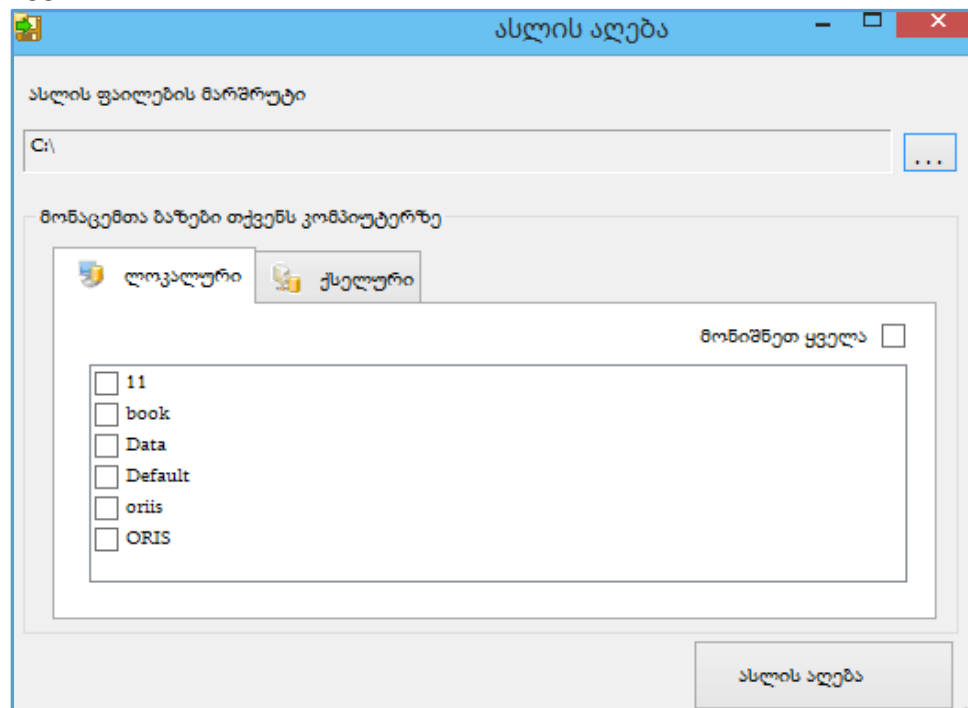 ასლის აღება
ასლის ფაილების მარშრუტი
C:\
...
მონაცემთა ბაზები თქვენს კომპიუტერზე
ლოკალური ქსელური
მონიშნეთ ყველა
11
book
Data
Default
oriis
ORIS
ასლის აღება